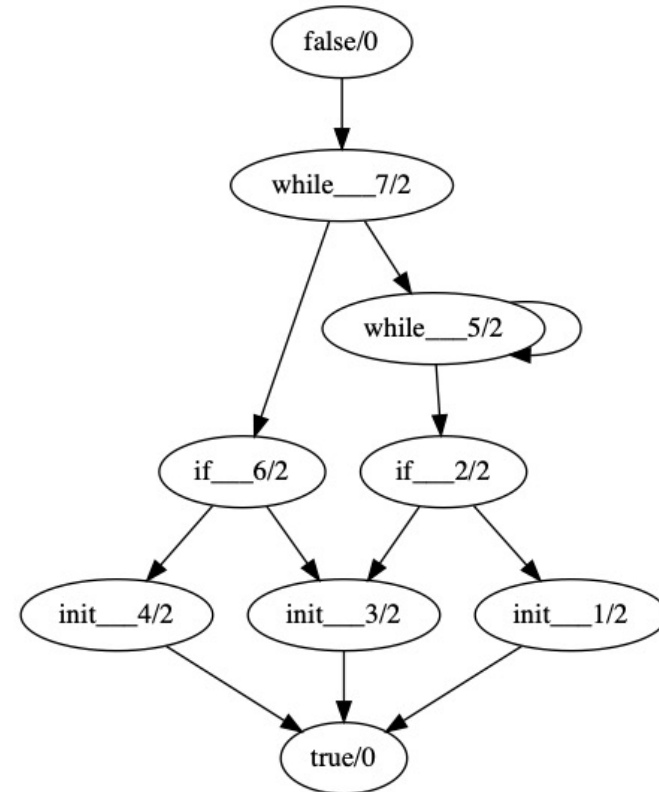 false/0
while___7/2
while___5/2
if___6/2
if___2/2
init___4/2
init___3/2
init___1/2
true/0